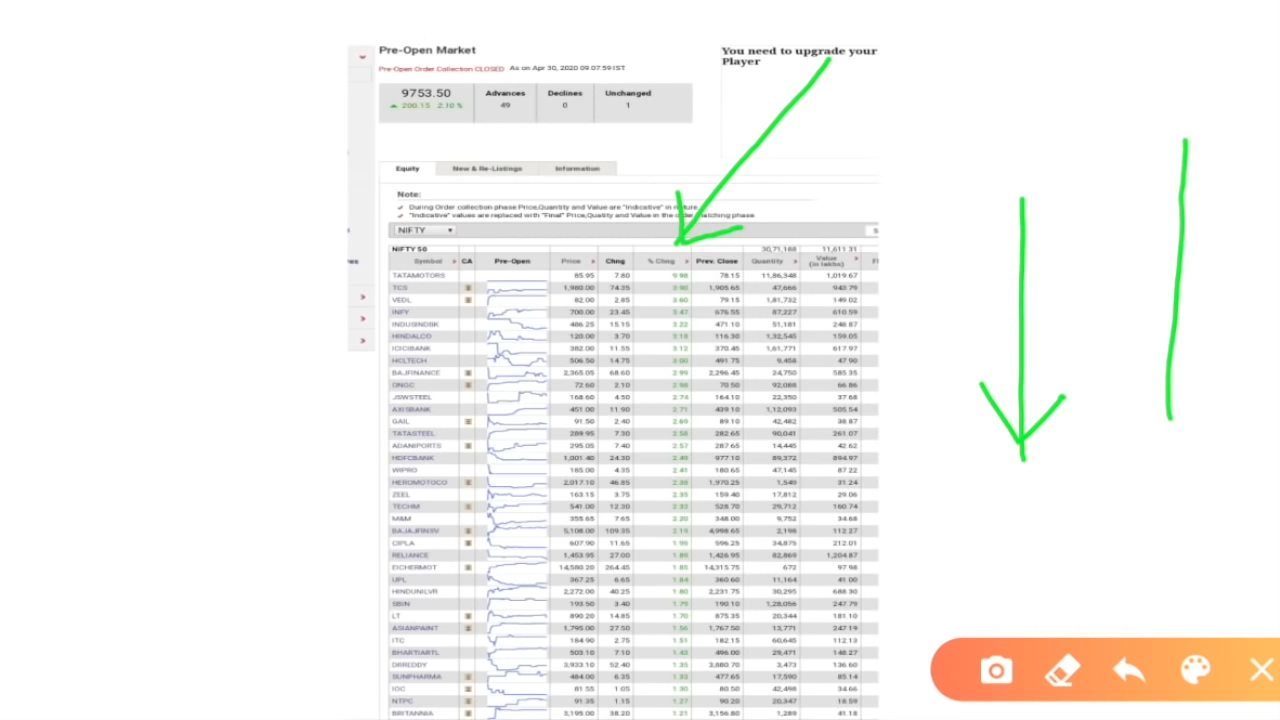 Pre-Open Market
You need to upgrade your
Player
Pre-Open Order Collection CLOSED As on Apr 30, 2020 09:07:59 IST
9753.50 Advances Declines Unchanged
200.15 2.10 % 49 0 1
Equity New & Re-Listings Information
Note:
During Order collection phase Price,Quantity and Value are "Indicative" in nature.
"Indicative" values are replaced with "Final" Price,Quatity and Value in the order matching phase
NIFTY
NIFTY 50 30,71,168 11,611.31
Symbol CA Pre-Open Price Chng % Chng Prev. Close Quantity Value
(in lakhs)
TATAMOTORS 85.95 7.80 9.98 78.15 11,86,348 1,019.67
TCS 1,980.00 74.35 3.90 1,905.65 47,666 943.79
VEDL 82.00 2.85 3.60 79.15 1,81,732 149.02
INFY 700.00 23.45 3.47 676.55 87,227 610.59
INDUSINDBK 486.25 15.15 3.22 471.10 51,181 248.87
HINDALCO 120.00 3.70 3.18 116.30 1,32,545 159.05
ICICIBANK 382.00 11.55 3.12 370.45 1,61,771 617.97
HCLTECH 506.50 14.75 3.00 491.75 9,458 47.90
BAJFINANCE 2,365.05 68.60 2.99 2,296.45 24,750 585.35
ONGC 72.60 2.10 2.98 70.50 92,088 66.86
JSWSTEEL 168.60 4.50 2.74 164.10 22,350 37.68
AXISBANK 451.00 11.90 2.71 439.10 1,12,093 505.54
GAIL 91.50 2.40 2.69 89.10 42,482 38.87
TATASTEEL 289.95 7.30 2.58 282.65 90,041 261.07
ADANIPORTS 295.05 7.40 2.57 287.65 14,445 42.62
HDFCBANK 1,001.40 24.30 2.49 977.10 89,372 894.97
WIPRO 185.00 4.35 2.41 180.65 47,145 87.22
HEROMOTOCO 2,017.10 46.85 2.38 1,970.25 1,549 31.24
ZEEL 163.15 3.75 2.35 159.40 17,812 29.06
TECHM 541.00 12.30 2.33 528.70 29,712 160.74
M&M 355.65 7.65 2.20 348.00 9,752 34.68
BAJAJFINSV 5,108.00 109.35 2.19 4,998.65 2,198 112.27
CIPLA 607.90 11.65 1.95 596.25 34,875 212.01
RELIANCE 1,453.95 27.00 1.89 1,426.95 82,869 1,204.87
EICHERMOT 14,580.20 264.45 1.85 14,315.75 672 97.98
UPL 367.25 6.65 1.84 360.60 11,164 41.00
HINDUNILVR 2,272.00 40.25 1.80 2,231.75 30,295 688.30
SBIN 193.50 3.40 1.79 190.10 1,28,056 247.79
LT 890.20 14.85 1.70 875.35 20,344 181.10
ASIANPAINT 1,795.00 27.50 1.56 1,767.50 13,771 247.19
ITC 184.90 2.75 1.51 182.15 60,645 112.13
BHARTIARTL 503.10 7.10 1.43 496.00 29,471 148.27
DRREDDY 3,933.10 52.40 1.35 3,880.70 3,473 136.60
SUNPHARMA 484.00 6.35 1.33 477.65 17,590 85.14
IOC 81.55 1.05 1.30 80.50 42,498 34.66
NTPC 91.35 1.15 1.27 90.20 20,347 18.59
BRITANNIA 3,195.00 38.20 1.21 3,156.80 1,289 41.18